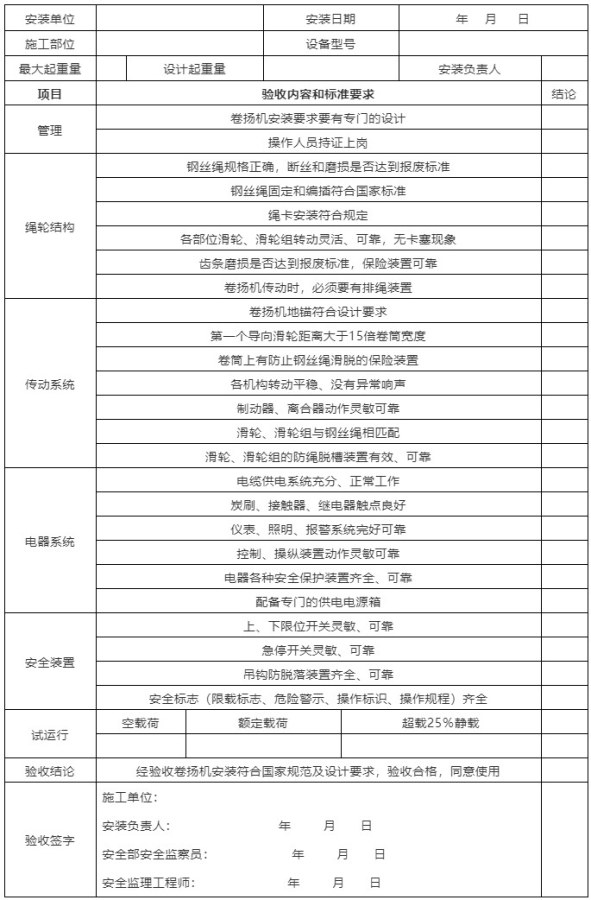 安装单位 安装日期 年 月 日
施工部位 设备型号
最大起重量 设计起重量 安装负责人
项目 验收内容和标准要求 结论
管理
卷扬机安装要求要有专门的设计
操作人员持证上岗
绳轮结构
钢丝绳规格正确，断丝和磨损是否达到报废标准
钢丝绳固定和编插符合国家标准
绳卡安装符合规定
各部位滑轮、滑轮组转动灵活、可靠，无卡塞现象
齿条磨损是否达到报废标准，保险装置可靠
卷扬机传动时，必须要有排绳装置
传动系统
卷扬机地锚符合设计要求
第一个导向滑轮距离大于15倍卷筒宽度
卷筒上有防止钢丝绳滑脱的保险装置
各机构转动平稳、没有异常响声
制动器、离合器动作灵敏可靠
滑轮、滑轮组与钢丝绳相匹配
滑轮、滑轮组的防绳脱槽装置有效、可靠
电器系统
电缆供电系统充分、正常工作
炭刷、接触器、继电器触点良好
仪表、照明、报警系统完好可靠
控制、操纵装置动作灵敏可靠
电器各种安全保护装置齐全、可靠
配备专门的供电电源箱
安全装置
上、下限位开关灵敏、可靠
急停开关灵敏、可靠
吊钩防脱落装置齐全、可靠
安全标志（限载标志、危险警示、操作标识、操作规程）齐全
试运行
空载荷 额定载荷 超载25%静载
验收结论 经验收卷扬机安装符合国家规范及设计要求，验收合格，同意使用
验收签字
施工单位：
安装负责人： 年 月 日
安全部安全监察员： 年 月 日
安全监理工程师： 年 月 日